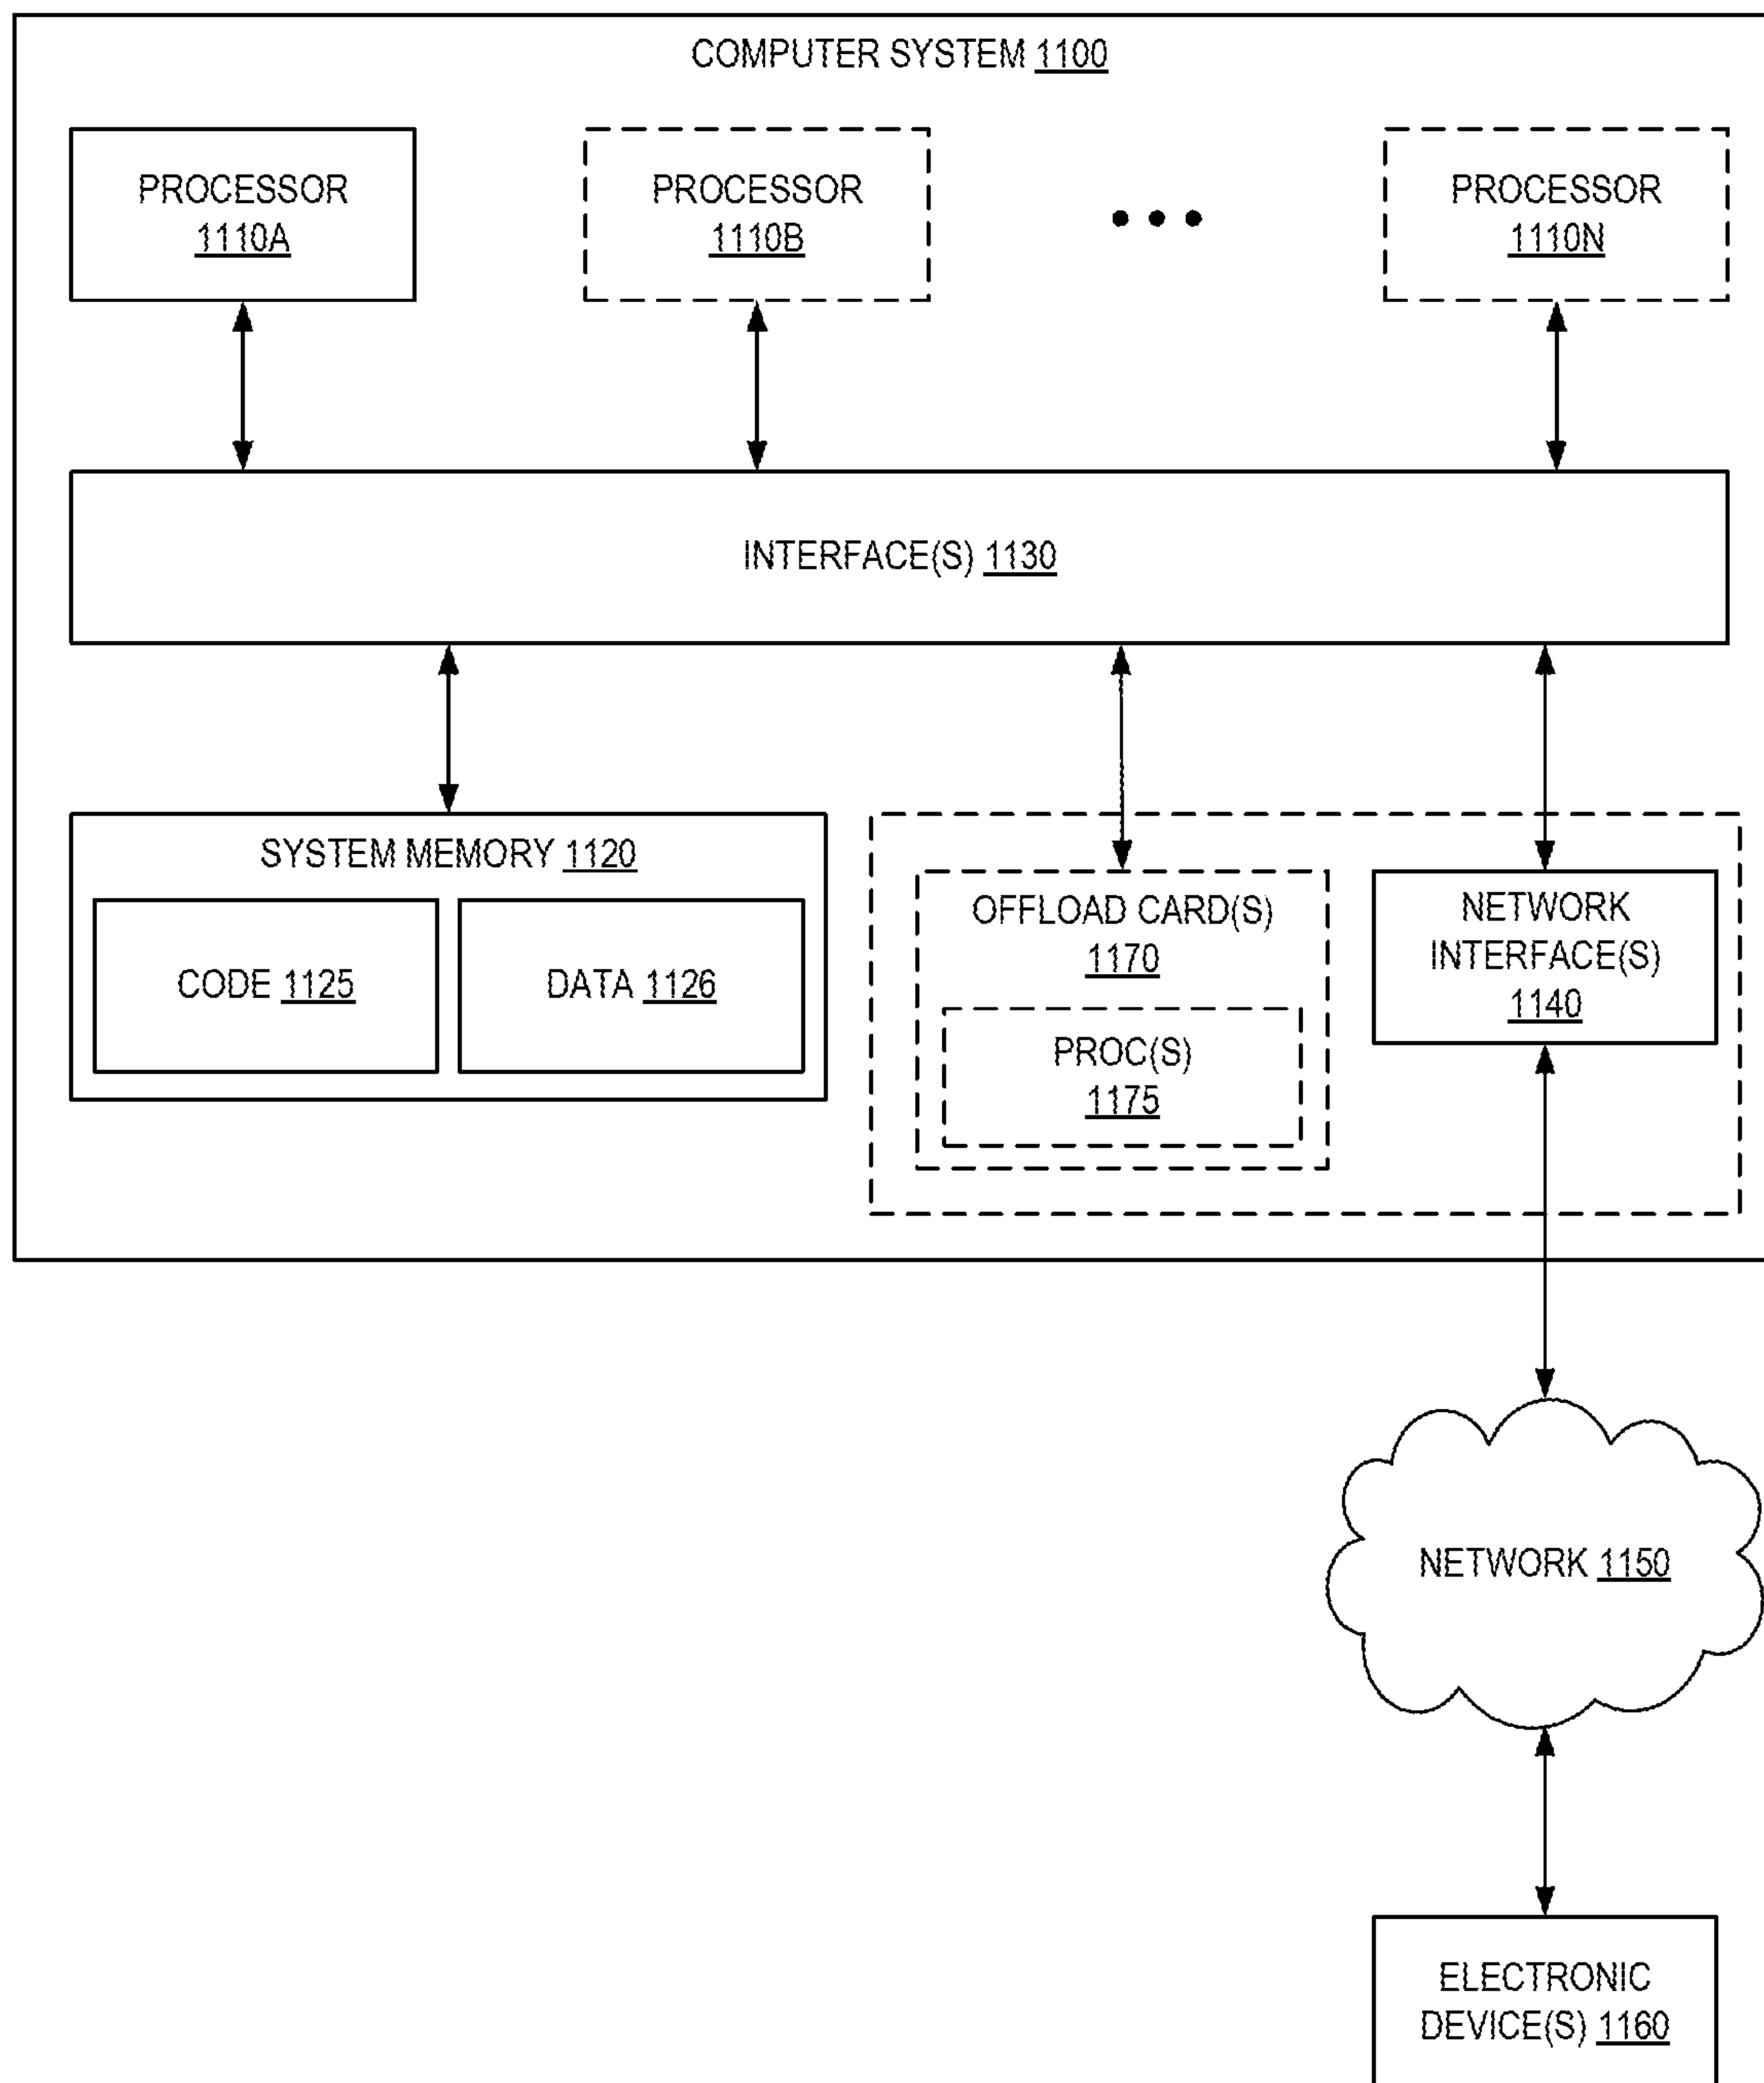 COMPUTER SYSTEM 1100
PROCESSOR
1110A
PROCESSOR
1110B
PROCESSOR
1110N
INTERFACE(S) 1130
SYSTEM MEMORY 1120
CODE 1125
DATA 1126
OFFLOAD CARD(S)
1170
PROC(S)
1175
NETWORK
INTERFACE(S)
1140
NETWORK 1150
ELECTRONIC
DEVICE(S) 1160